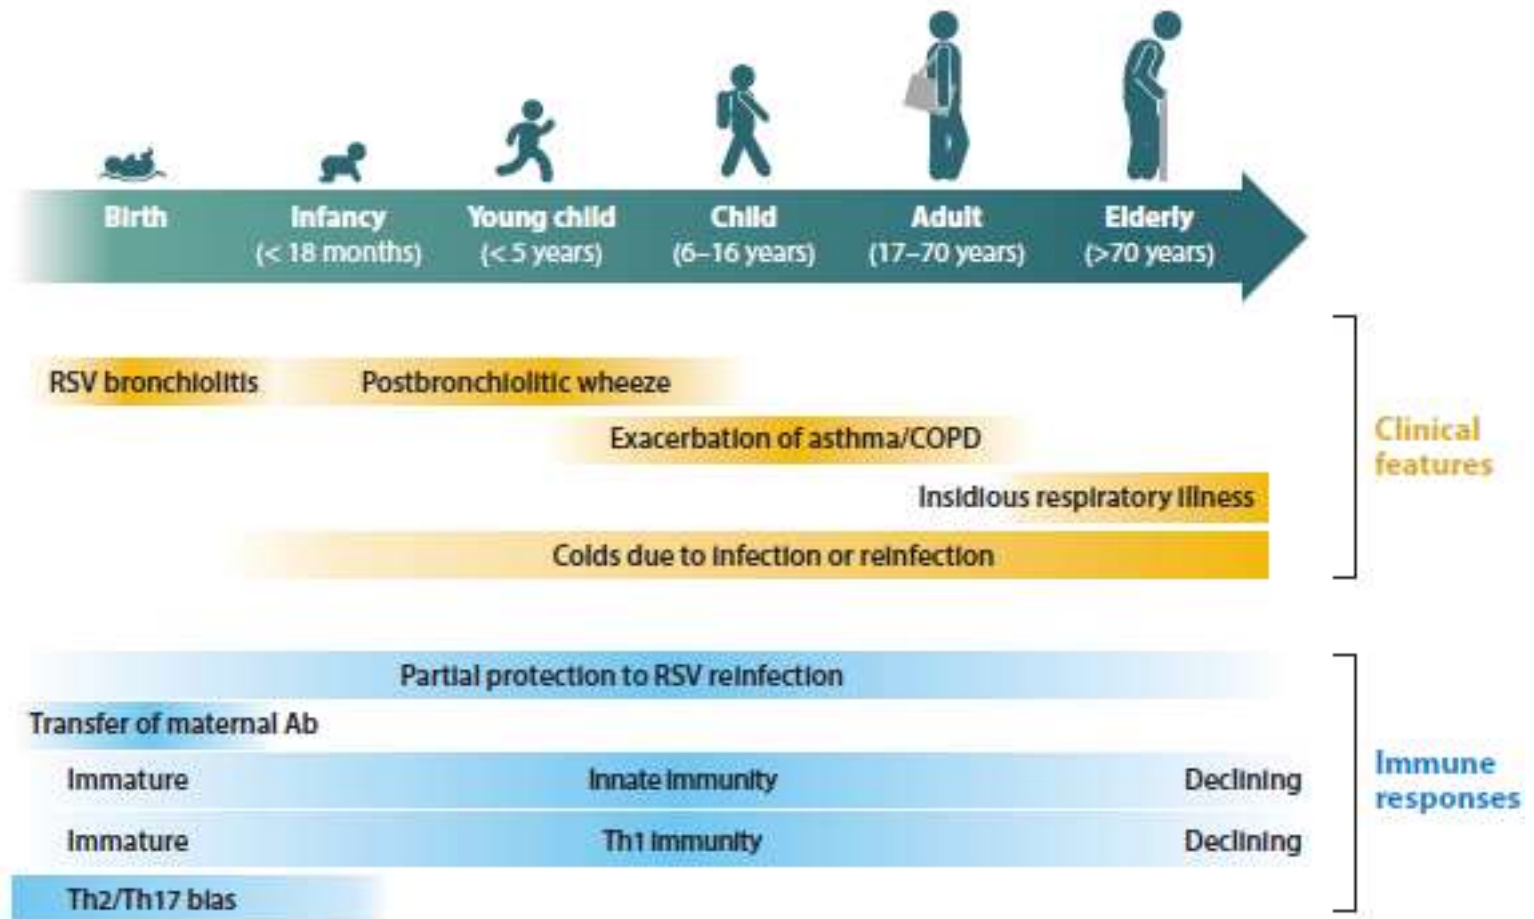 Birth
Infancy
(< 18 months)
Young child
(< 5 years)
Child
(6–16 years)
Adult
(17–70 years)
Elderly
(>70 years)
RSV bronchiolitis
Postbronchiolitic wheeze
Exacerbation of asthma/COPD
Insidious respiratory illness
Colds due to infection or reinfection
Clinical
features
Partial protection to RSV reinfection
Transfer of maternal Ab
Immature
Innate immunity
Declining
Immature
Th1 immunity
Declining
Th2/Th17 bias
Immune
responses